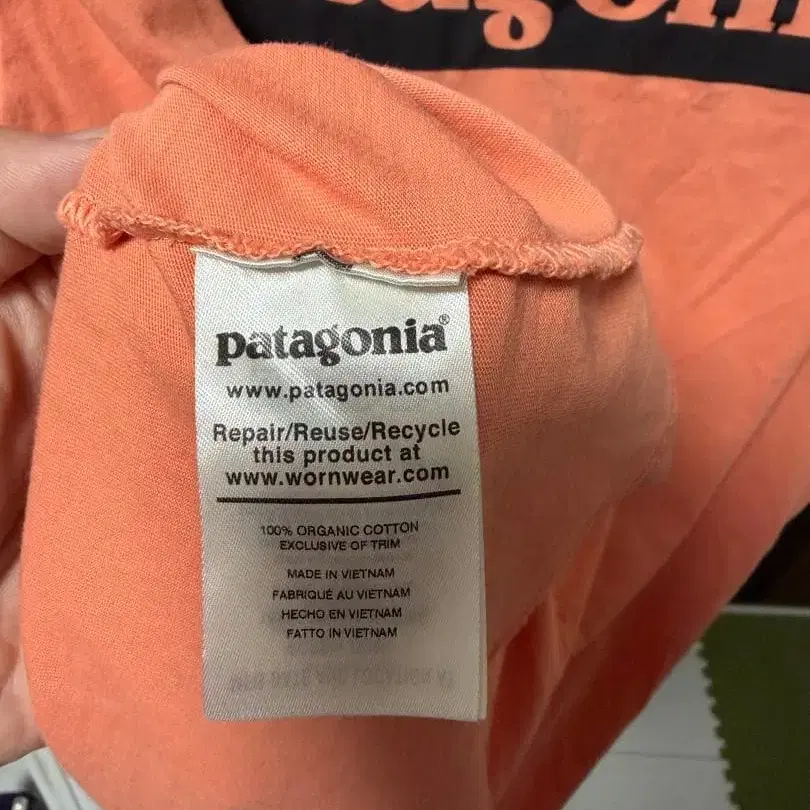 patagonia®
www.patagonia.com
Repair/Reuse/Recycle
this product at
www.wornwear.com
100% ORGANIC COTTON
EXCLUSIVE OF TRIM
MADE IN VIETNAM
FABRIQUÉ AU VIETNAM
HECHO EN VIETNAM
FATTO IN VIETNAM